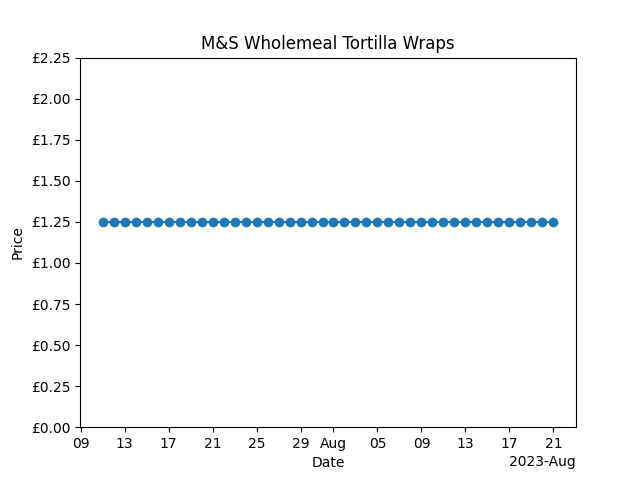 M&S Wholemeal Tortilla Wraps
£2.25
£2.00
£1.75
£1.50
£1.25
£1.00
£0.75
£0.50
£0.25
£0.00
Price
09 13 17 21 25 29 Aug 05 09 13 17 21
Date
2023-Aug